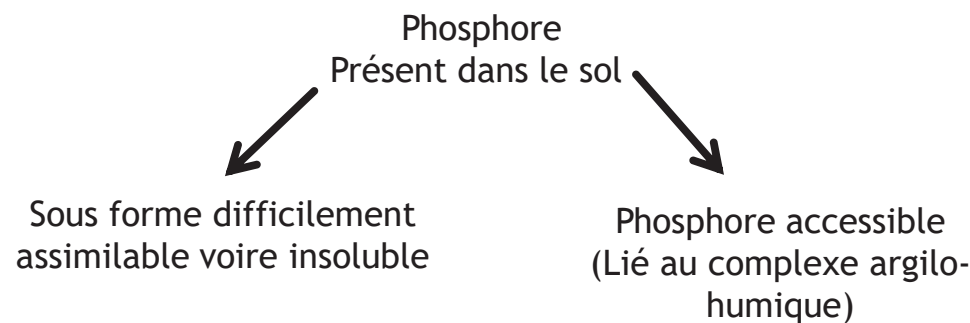 Phosphore
Présent dans le sol
Sous forme difficilement
assimilable voire insoluble
Phosphore accessible
(Lié au complexe argilo-
humique)